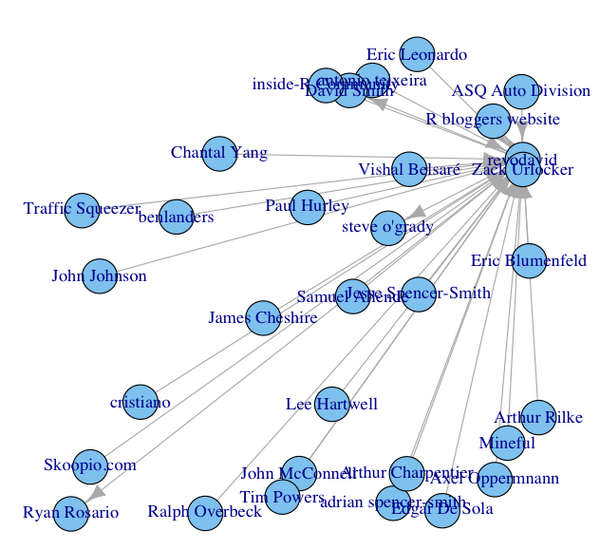 Eric Leonardo
antonio teixeira
inside-R Community
David Smith
ASQ Auto Division
R bloggers website
Chantal Yang
revodavid
Vishal Belsaré
Zack Urlocker
Traffic Squeezer
benlanders
Paul Hurley
steve o'grady
Eric Blumenfeld
John Johnson
Samuel Allende
Jesse Spencer-Smith
James Cheshire
cristiano
Lee Hartwell
Arthur Rilke
Mineful
Skoopio.com
John McConnell
Arthur Charpentier
Axel Oppermnann
Tim Powers
adrian spencer-smith
Ryan Rosario
Ralph Overbeck
Edgar De Sola